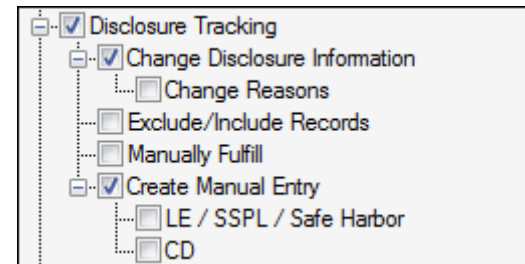 Disclosure Tracking
Change Disclosure Information
Change Reasons
Exclude/Include Records
Manually Fulfill
Create Manual Entry
LE / SSPL / Safe Harbor
CD